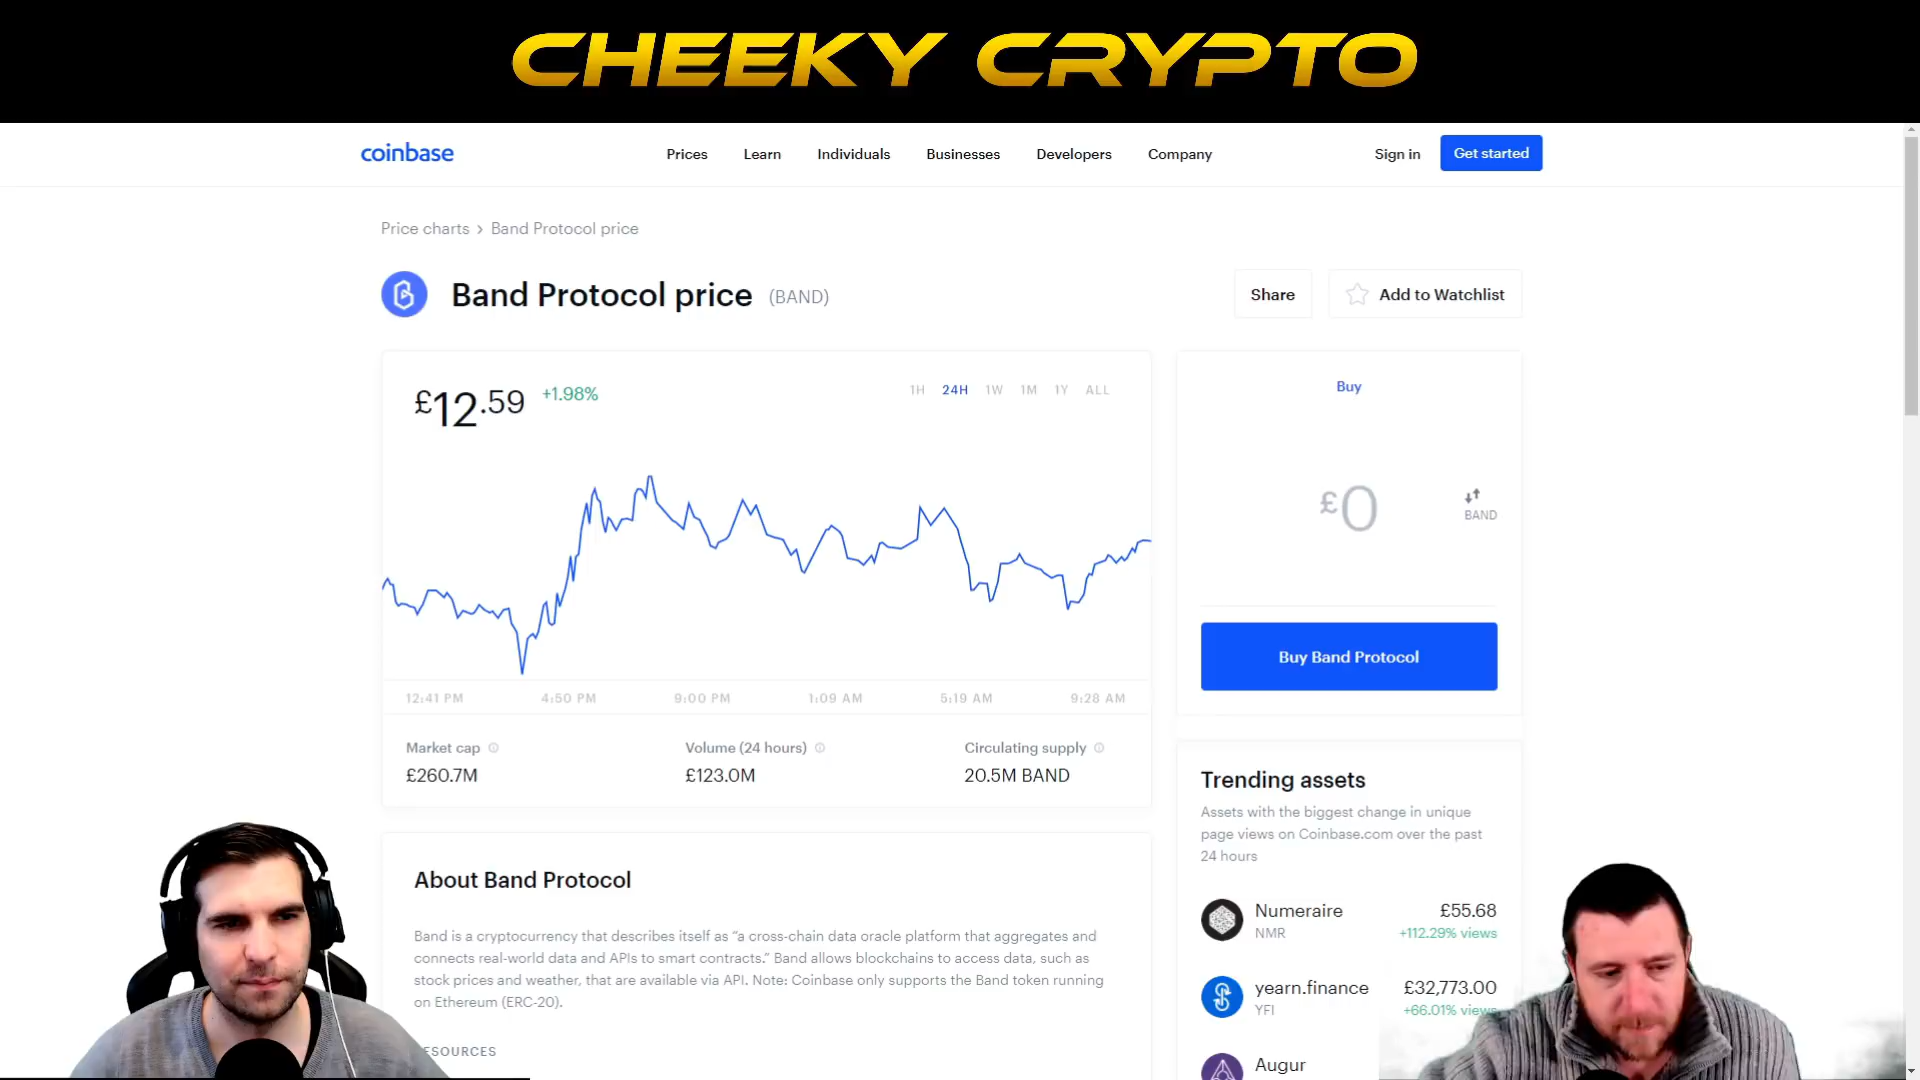 CHEEKY CRYPTO
coinbase
Prices Learn Individuals Businesses Developers Company
Sign in Get started
Price charts › Band Protocol price
Band Protocol price (BAND)
Share Add to Watchlist
£12.59 +1.98%
1H 24H 1W 1M 1Y ALL
12:41 PM 4:50 PM 9:00 PM 1:09 AM 5:19 AM 9:28 AM
Market cap Volume (24 hours) Circulating supply
£260.7M £123.0M 20.5M BAND
Buy
£0
BAND
Buy Band Protocol
About Band Protocol
Band is a cryptocurrency that describes itself as “a cross-chain data oracle platform that aggregates and
connects real-world data and APIs to smart contracts.” Band allows blockchains to access data, such as
stock prices and weather, that are available via API. Note: Coinbase only supports the Band token running
on Ethereum (ERC-20).
ESOURCES
Trending assets
Assets with the biggest change in unique
page views on Coinbase.com over the past
24 hours
Numeraire £55.68
NMR +112.29% views
yearn.finance £32,773.00
YFI +66.01% views
Augur